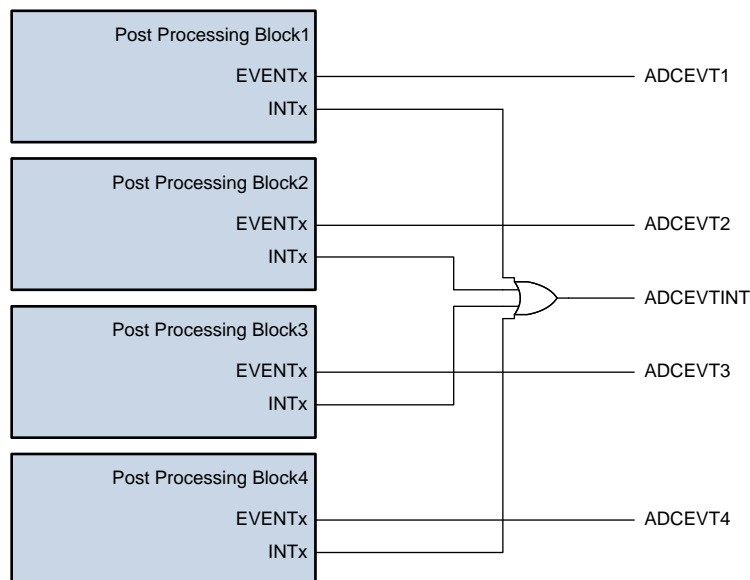 Post Processing Block1
EVENTx
ADCEVT1
INTx
Post Processing Block2
EVENTx
ADCEVT2
INTx
ADCEVTINT
Post Processing Block3
EVENTx
ADCEVT3
INTx
Post Processing Block4
EVENTx
ADCEVT4
INTx